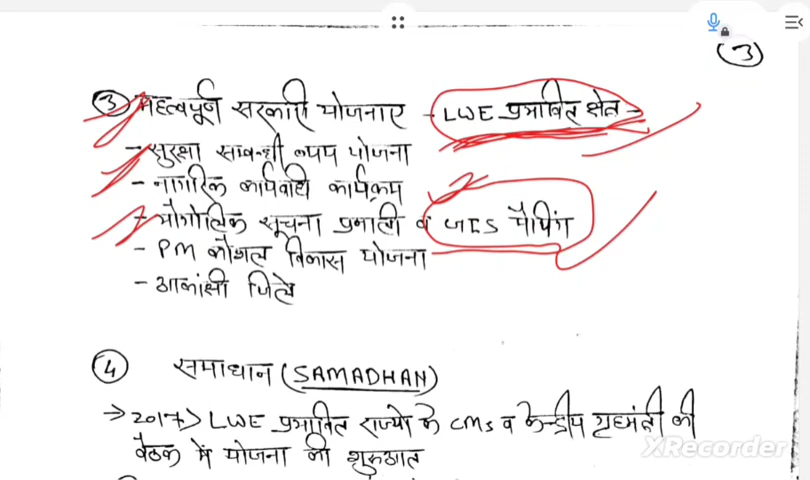 (3)
③ महत्वपूर्ण सरकारी योजनाएं - LWE प्रभावित क्षेत्र -
- सुरक्षा सम्बन्धी व्यय योजना
- नागरिक कार्यवाही कार्यक्रम
- भौगोलिक सूचना प्रणाली व GIS मैपिंग
- PM कौशल विकास योजना
- आकांक्षी जिले
④ समाधान (SAMADHAN)
→ 2017 > LWE प्रभावित राज्यों के CMs व केन्द्रीय गृहमंत्री की
बैठक में योजना की शुरुआत
XRecorder